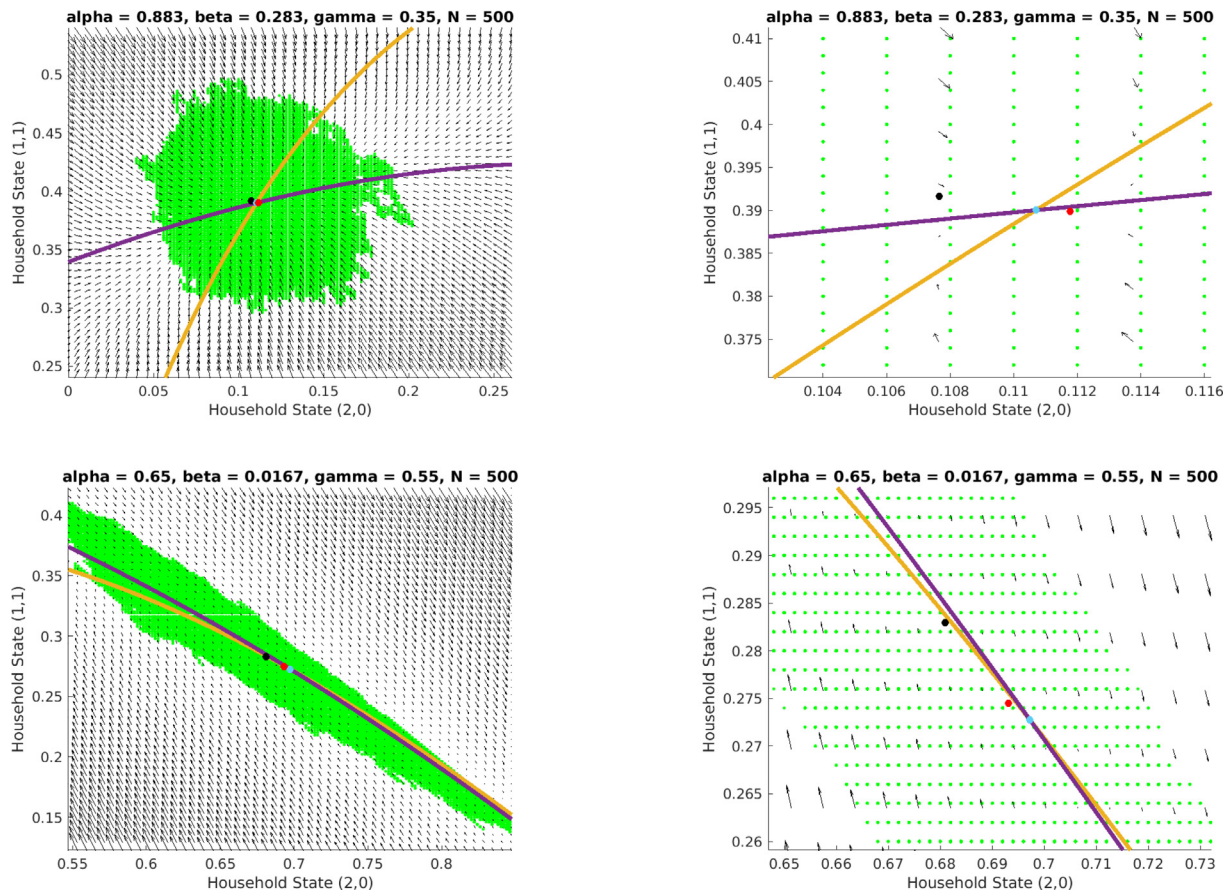 alpha = 0.883, beta = 0.283, gamma = 0.35, N = 500
0.5
0.45
0.4
0.35
0.3
0.25
Household State (1,1)
0 0.05 0.1 0.15 0.2 0.25
Household State (2,0)
alpha = 0.883, beta = 0.283, gamma = 0.35, N = 500
0.41
0.405
0.4
0.395
0.39
0.385
0.38
0.375
Household State (1,1)
0.104 0.106 0.108 0.11 0.112 0.114 0.116
Household State (2,0)
alpha = 0.65, beta = 0.0167, gamma = 0.55, N = 500
0.4
0.35
0.3
0.25
0.2
0.15
Household State (1,1)
0.55 0.6 0.65 0.7 0.75 0.8
Household State (2,0)
alpha = 0.65, beta = 0.0167, gamma = 0.55, N = 500
0.295
0.29
0.285
0.28
0.275
0.27
0.265
0.26
Household State (1,1)
0.65 0.66 0.67 0.68 0.69 0.7 0.71 0.72 0.73
Household State (2,0)